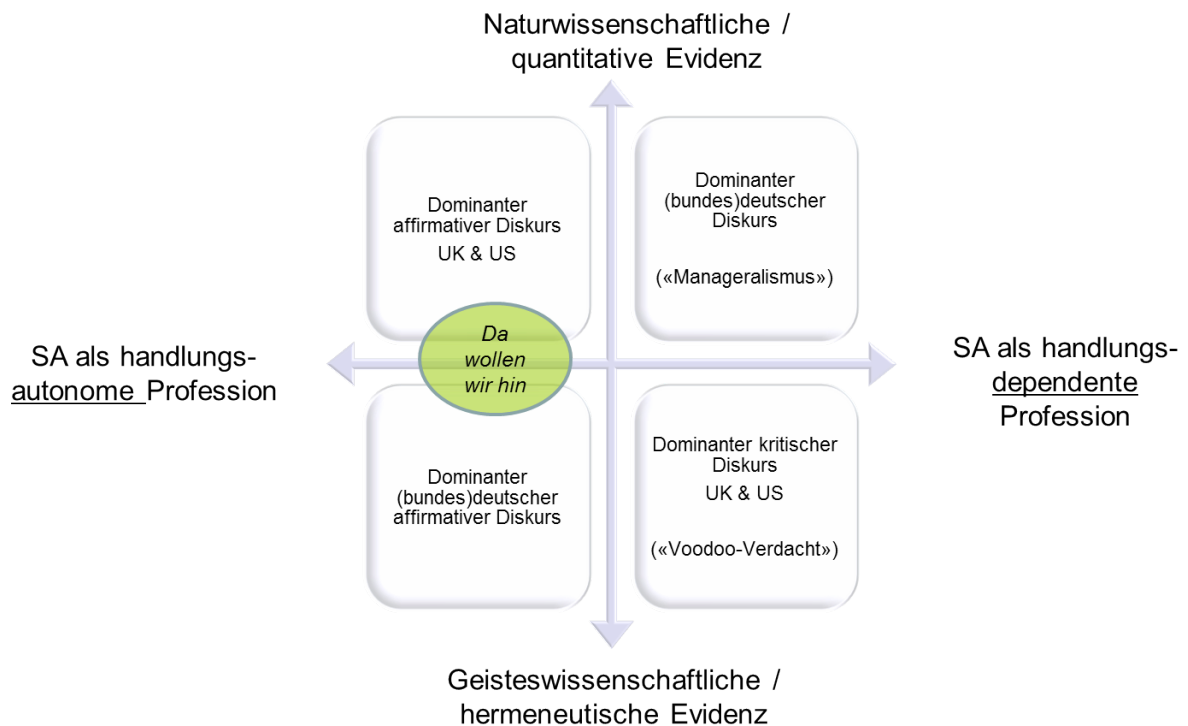 Naturwissenschaftliche /
quantitative Evidenz
Dominanter
affirmativer Diskurs
UK & US
Dominanter
(bundes)deutscher
Diskurs
(«Manageralismus»)
SA als handlungs-
autonome Profession
Da
wollen
wir hin
SA als handlungs-
dependente
Profession
Dominanter
(bundes)deutscher
affirmativer Diskurs
Dominanter kritischer
Diskurs
UK & US
(«Voodoo-Verdacht»)
Geisteswissenschaftliche /
hermeneutische Evidenz